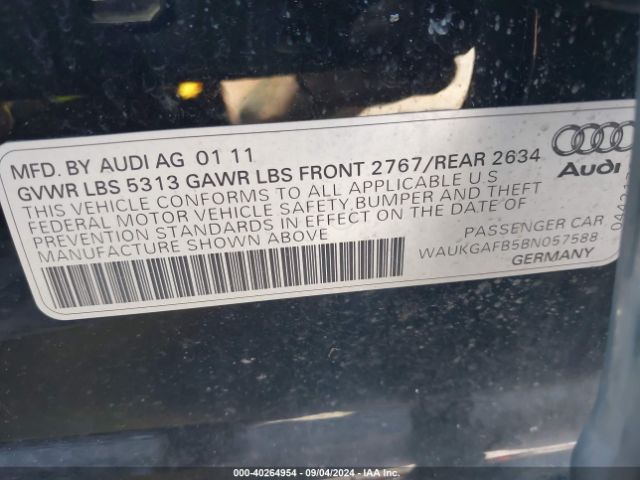 MFD. BY AUDI AG 01 11
GVWR LBS 5313 GAWR LBS FRONT 2767/REAR 2634
THIS VEHICLE CONFORMS TO ALL APPLICABLE U S
FEDERAL MOTOR VEHICLE SAFETY, BUMPER AND THEFT
PREVENTION STANDARDS IN EFFECT ON THE DATE OF
MANUFACTURE SHOWN ABOVE
Audi
PASSENGER CAR
WAUKGAFB5BN057588
GERMANY
000-40264954 - 09/04/2024 - IAA Inc.